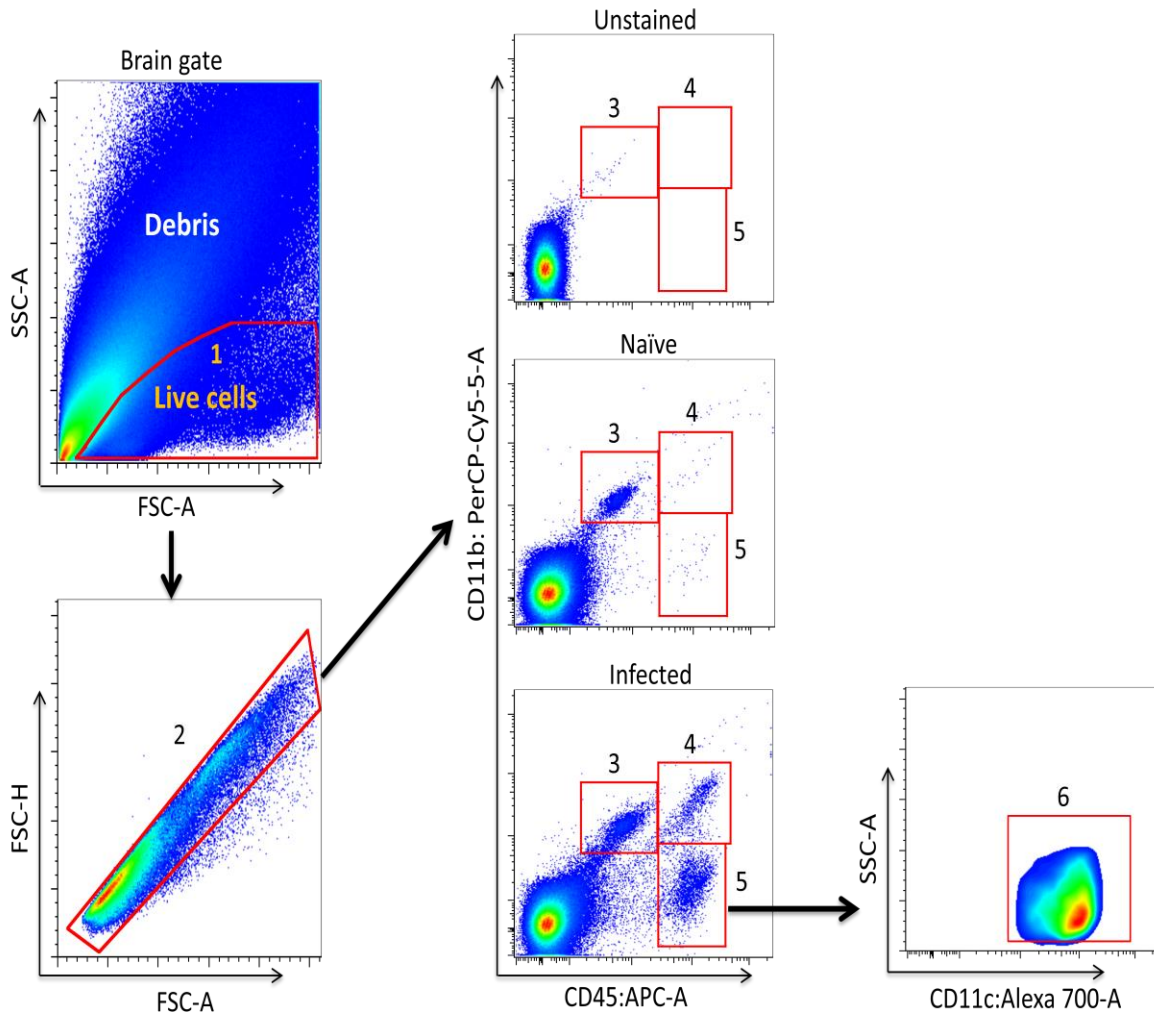 Brain gate
SSC-A
Debris
1
Live cells
FSC-A
FSC-H
2
FSC-A
CD11b: PerCP-Cy5-5-A
Unstained
3
4
5
Naïve
3
4
5
Infected
3
4
5
CD45:APC-A
SSC-A
6
CD11c:Alexa 700-A